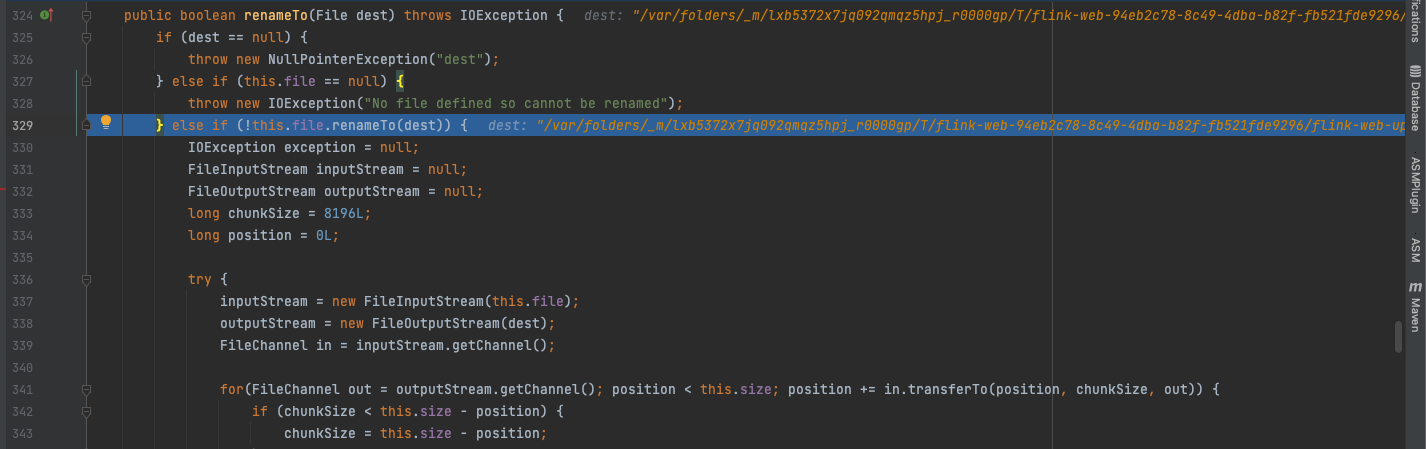 324 public boolean renameTo(File dest) throws IOException { dest: "/var/folders/_m/lxb5372x7jq092qmqz5hpj_r0000gp/T/flink-web-94eb2c78-8c49-4dba-b82f-fb521fde9296/
325 if (dest == null) {
326 throw new NullPointerException("dest");
327 } else if (this.file == null) {
328 throw new IOException("No file defined so cannot be renamed");
329 } else if (!this.file.renameTo(dest)) { dest: "/var/folders/_m/lxb5372x7jq092qmqz5hpj_r0000gp/T/flink-web-94eb2c78-8c49-4dba-b82f-fb521fde9296/flink-web-up
330 IOException exception = null;
331 FileInputStream inputStream = null;
332 FileOutputStream outputStream = null;
333 long chunkSize = 8196L;
334 long position = 0L;
335
336 try {
337 inputStream = new FileInputStream(this.file);
338 outputStream = new FileOutputStream(dest);
339 FileChannel in = inputStream.getChannel();
340
341 for(FileChannel out = outputStream.getChannel(); position < this.size; position += in.transferTo(position, chunkSize, out)) {
342 if (chunkSize < this.size - position) {
343 chunkSize = this.size - position;
Database
ASMPlugin
ASM
m Maven